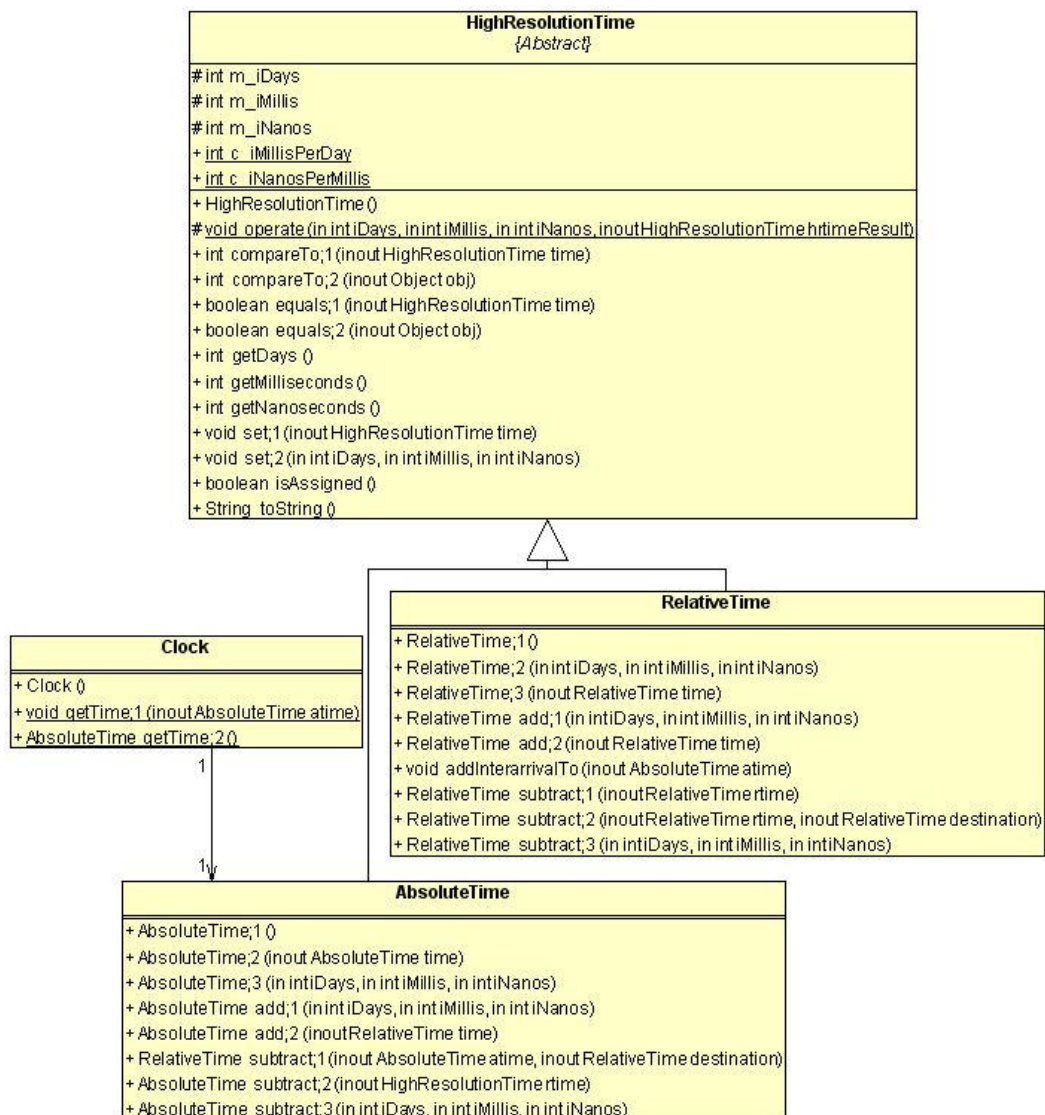 HighResolutionTime
{Abstract}
# int m_iDays
# int m_iMillis
# int m_iNanos
+ int c_iMillisPerDay
+ int c_iNanosPerMillis
+ HighResolutionTime ()
# void operate (in int iDays, in int iMillis, in int iNanos, inout HighResolutionTime hrtimeResult)
+ int compareTo;1 (inout HighResolutionTime time)
+ int compareTo;2 (inout Object obj)
+ boolean equals;1 (inout HighResolutionTime time)
+ boolean equals;2 (inout Object obj)
+ int getDays ()
+ int getMilliseconds ()
+ int getNanoseconds ()
+ void set;1 (inout HighResolutionTime time)
+ void set;2 (in int iDays, in int iMillis, in int iNanos)
+ boolean isAssigned ()
+ String toString ()
RelativeTime
+ RelativeTime;1 ()
+ RelativeTime;2 (in int iDays, in int iMillis, in int iNanos)
+ RelativeTime;3 (inout RelativeTime time)
+ RelativeTime add;1 (in int iDays, in int iMillis, in int iNanos)
+ RelativeTime add;2 (inout RelativeTime time)
+ void addInterarrivalTo (inout AbsoluteTime atime)
+ RelativeTime subtract;1 (inout RelativeTime rtime)
+ RelativeTime subtract;2 (inout RelativeTime rtime, inout RelativeTime destination)
+ RelativeTime subtract;3 (in int iDays, in int iMillis, in int iNanos)
Clock
+ Clock ()
+ void getTime;1 (inout AbsoluteTime atime)
+ AbsoluteTime getTime;2 ()
1
1
AbsoluteTime
+ AbsoluteTime;1 ()
+ AbsoluteTime;2 (inout AbsoluteTime time)
+ AbsoluteTime;3 (in int iDays, in int iMillis, in int iNanos)
+ AbsoluteTime add;1 (in int iDays, in int iMillis, in int iNanos)
+ AbsoluteTime add;2 (inout RelativeTime time)
+ RelativeTime subtract;1 (inout AbsoluteTime atime, inout RelativeTime destination)
+ AbsoluteTime subtract;2 (inout HighResolutionTime rtime)
+ AbsoluteTime subtract;3 (in int iDays, in int iMillis, in int iNanos)